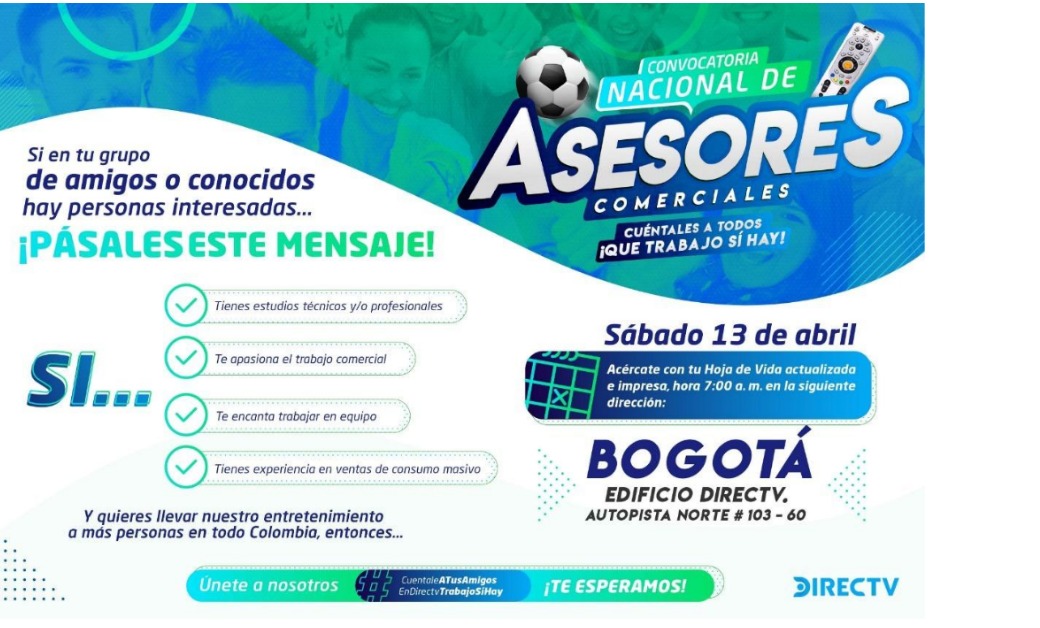 CONVOCATORIA
NACIONAL DE
ASESORES
COMERCIALES
CUÉNTALES A TODOS
¡QUE TRABAJO SÍ HAY!
Si en tu grupo
de amigos o conocidos
hay personas interesadas...
¡PÁSALES ESTE MENSAJE!
SI...
Tienes estudios técnicos y/o profesionales
Te apasiona el trabajo comercial
Te encanta trabajar en equipo
Tienes experiencia en ventas de consumo masivo
Y quieres llevar nuestro entretenimiento
a más personas en todo Colombia, entonces...
Sábado 13 de abril
Acércate con tu Hoja de Vida actualizada
e impresa, hora 7:00 a. m. en la siguiente
dirección:
BOGOTÁ
EDIFICIO DIRECTV.
AUTOPISTA NORTE # 103 - 60
Únete a nosotros
# CuentaleATusAmigos
EnDirectvTrabajoSiHay
¡TE ESPERAMOS!
DIRECTV